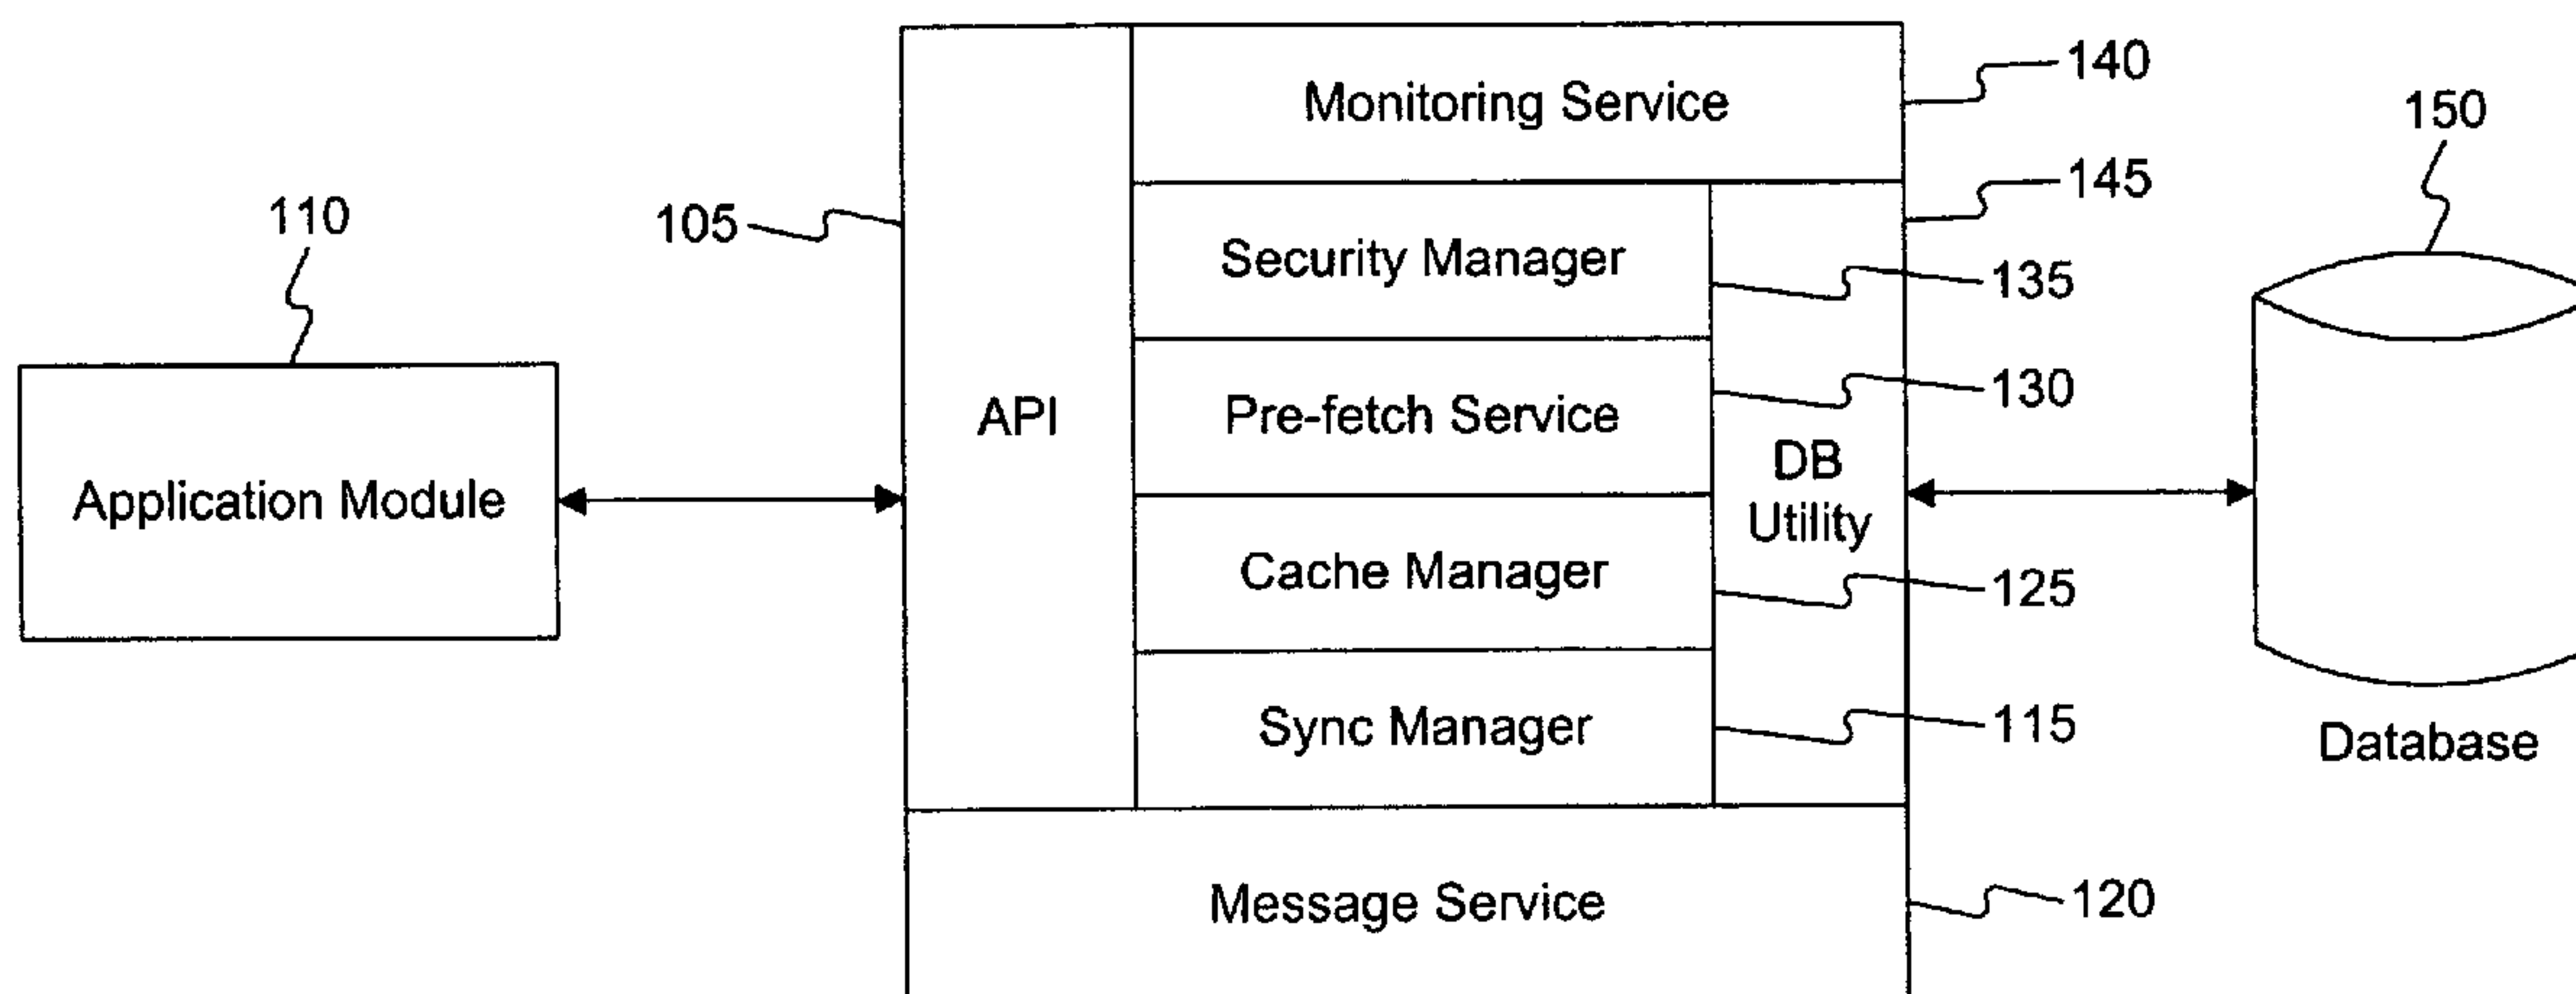 Monitoring Service
140
150
110
105
145
Security Manager
135
API
Pre-fetch Service
130
Application Module
DB
Utility
Cache Manager
125
Sync Manager
115
Database
Message Service
120